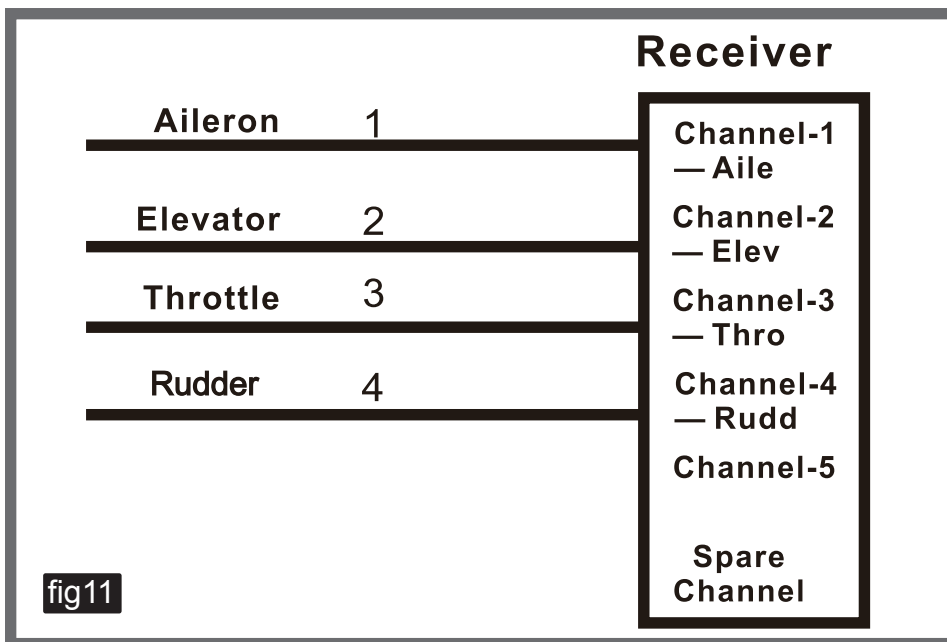 Receiver
Aileron 1
Channel-1
— Aile
Elevator 2
Channel-2
— Elev
Throttle 3
Channel-3
— Thro
Rudder 4
Channel-4
— Rudd
Channel-5
Spare
Channel
fig11